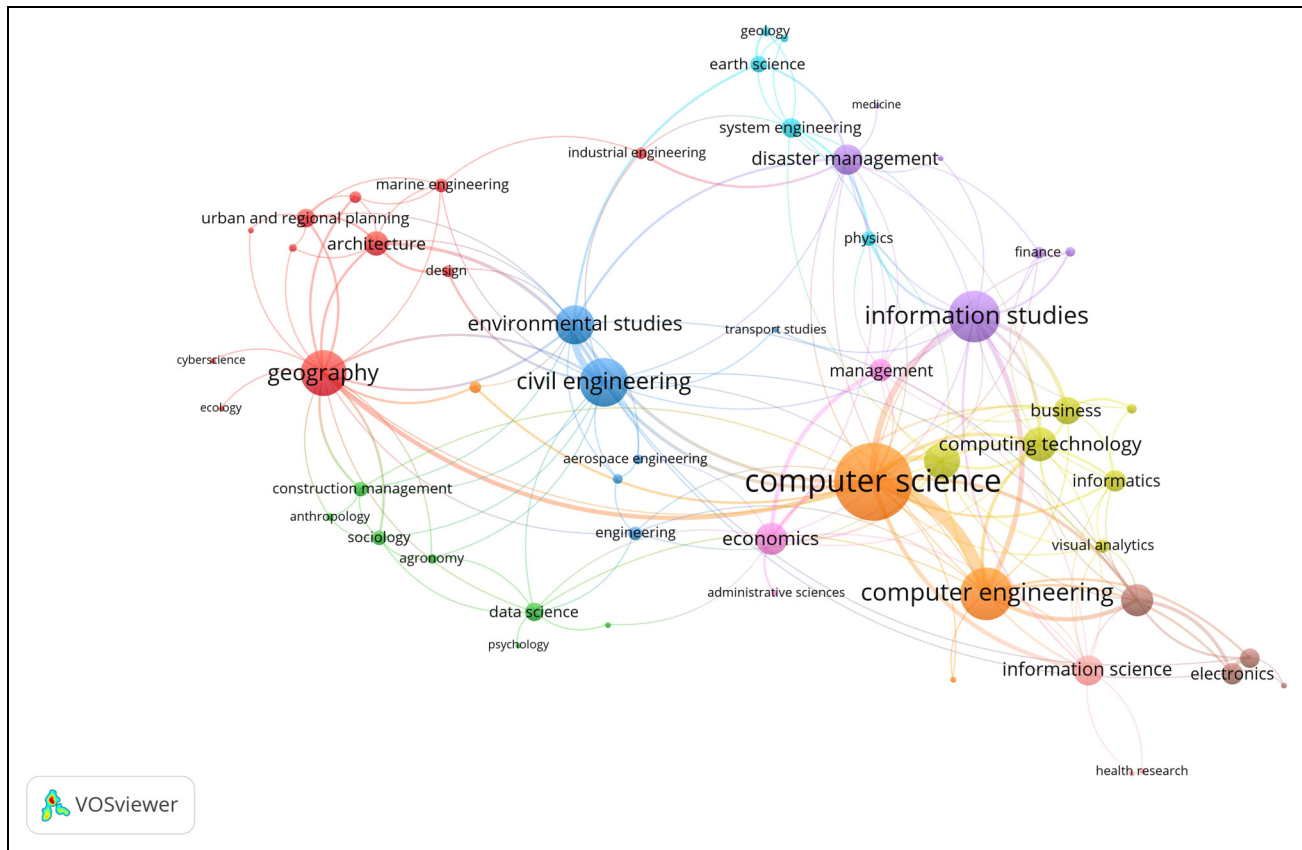 geology
earth science
medicine
system engineering
industrial engineering
disaster management
marine engineering
urban and regional planning
architecture
physics
finance
design
information studies
environmental studies
transport studies
cyberscience
geography
management
civil engineering
ecology
business
computing technology
aerospace engineering
computer science
informatics
construction management
anthropology
sociology
engineering
economics
visual analytics
agronomy
administrative sciences
computer engineering
data science
psychology
information science
electronics
health research
VOSviewer